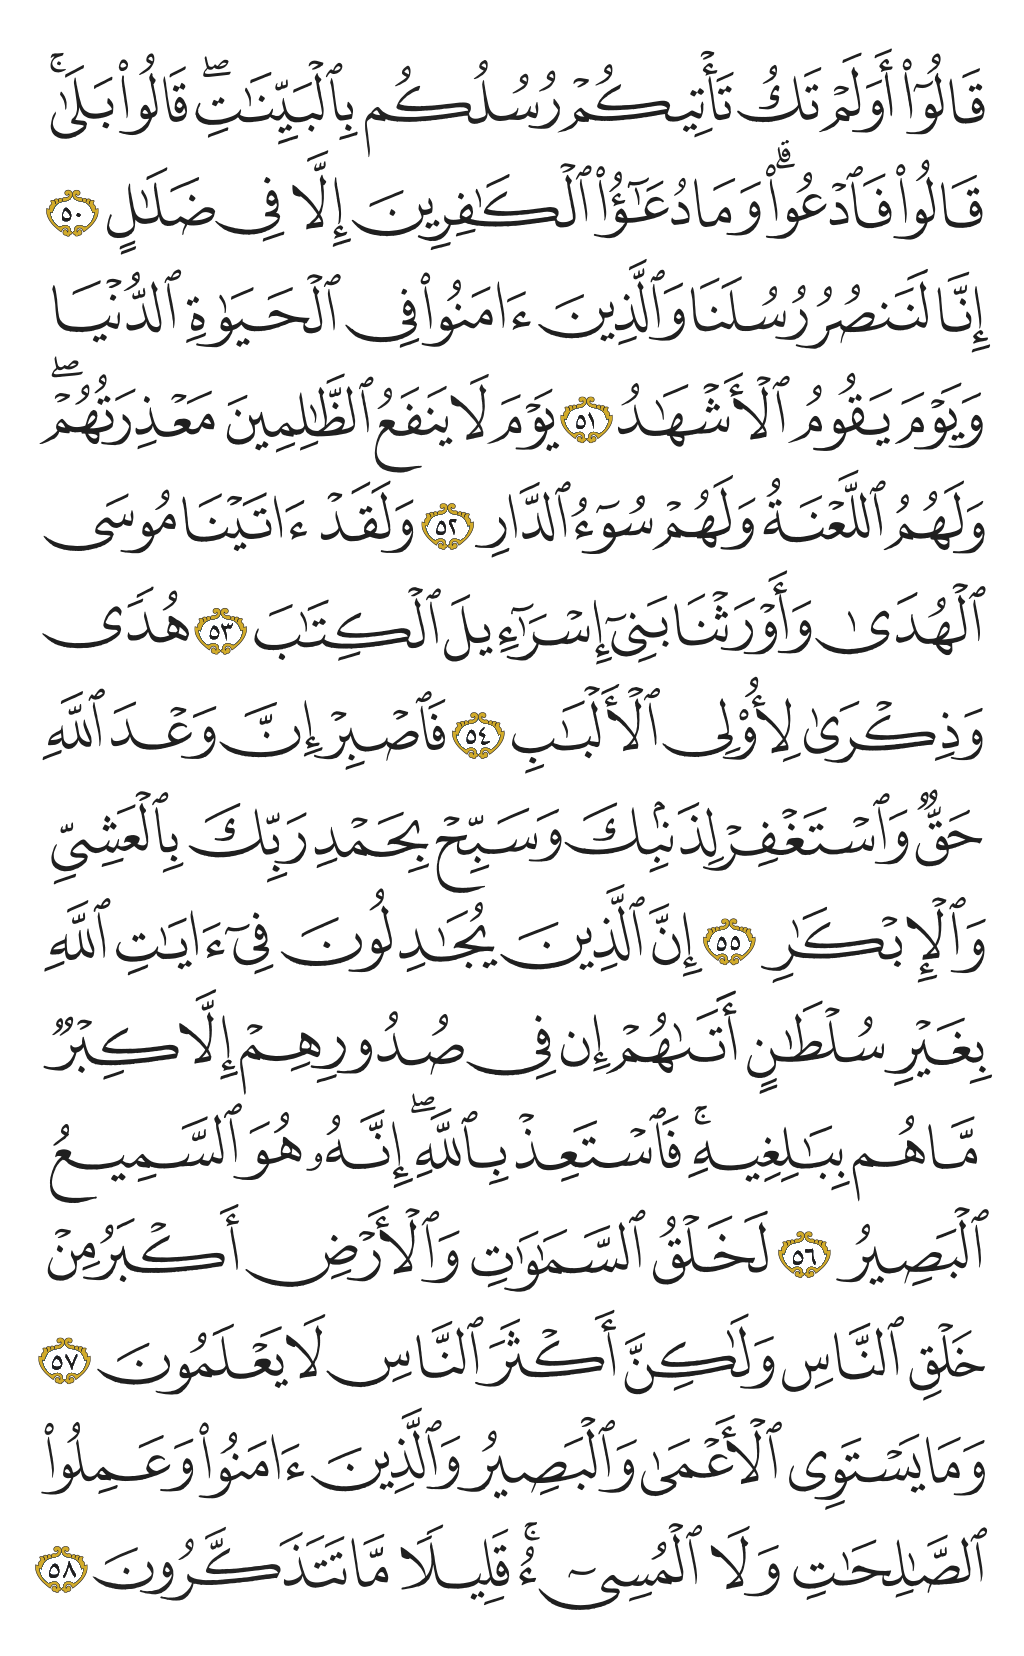 قَالُوٓا۟ أَوَلَمْ تَكُ تَأْتِيكُمْ رُسُلُكُم بِٱلْبَيِّنَـٰتِ ۖ قَالُوا۟ بَلَىٰ ۚ
قَالُوا۟ فَٱدْعُوا۟ ۗ وَمَا دُعَـٰٓؤُا۟ ٱلْكَـٰفِرِينَ إِلَّا فِى ضَلَـٰلٍ ٥٠
إِنَّا لَنَنصُرُ رُسُلَنَا وَٱلَّذِينَ ءَامَنُوا۟ فِى ٱلْحَيَوٰةِ ٱلدُّنْيَا
وَيَوْمَ يَقُومُ ٱلْأَشْهَـٰدُ ٥١ يَوْمَ لَا يَنفَعُ ٱلظَّـٰلِمِينَ مَعْذِرَتُهُمْ ۖ
وَلَهُمُ ٱللَّعْنَةُ وَلَهُمْ سُوٓءُ ٱلدَّارِ ٥٢ وَلَقَدْ ءَاتَيْنَا مُوسَى
ٱلْهُدَىٰ وَأَوْرَثْنَا بَنِىٓ إِسْرَٰٓءِيلَ ٱلْكِتَـٰبَ ٥٣ هُدًى
وَذِكْرَىٰ لِأُو۟لِى ٱلْأَلْبَـٰبِ ٥٤ فَٱصْبِرْ إِنَّ وَعْدَ ٱللَّهِ
حَقٌّ وَٱسْتَغْفِرْ لِذَنۢبِكَ وَسَبِّحْ بِحَمْدِ رَبِّكَ بِٱلْعَشِىِّ
وَٱلْإِبْكَـٰرِ ٥٥ إِنَّ ٱلَّذِينَ يُجَـٰدِلُونَ فِىٓ ءَايَـٰتِ ٱللَّهِ
بِغَيْرِ سُلْطَـٰنٍ أَتَىٰهُمْ إِن فِى صُدُورِهِمْ إِلَّا كِبْرٌ
مَّا هُم بِبَـٰلِغِيهِ ۚ فَٱسْتَعِذْ بِٱللَّهِ ۖ إِنَّهُۥ هُوَ ٱلسَّمِيعُ
ٱلْبَصِيرُ ٥٦ لَخَلْقُ ٱلسَّمَـٰوَٰتِ وَٱلْأَرْضِ أَكْبَرُ مِنْ
خَلْقِ ٱلنَّاسِ وَلَـٰكِنَّ أَكْثَرَ ٱلنَّاسِ لَا يَعْلَمُونَ ٥٧
وَمَا يَسْتَوِى ٱلْأَعْمَىٰ وَٱلْبَصِيرُ وَٱلَّذِينَ ءَامَنُوا۟ وَعَمِلُوا۟
ٱلصَّـٰلِحَـٰتِ وَلَا ٱلْمُسِىٓءُ ۚ قَلِيلًا مَّا تَتَذَكَّرُونَ ٥٨